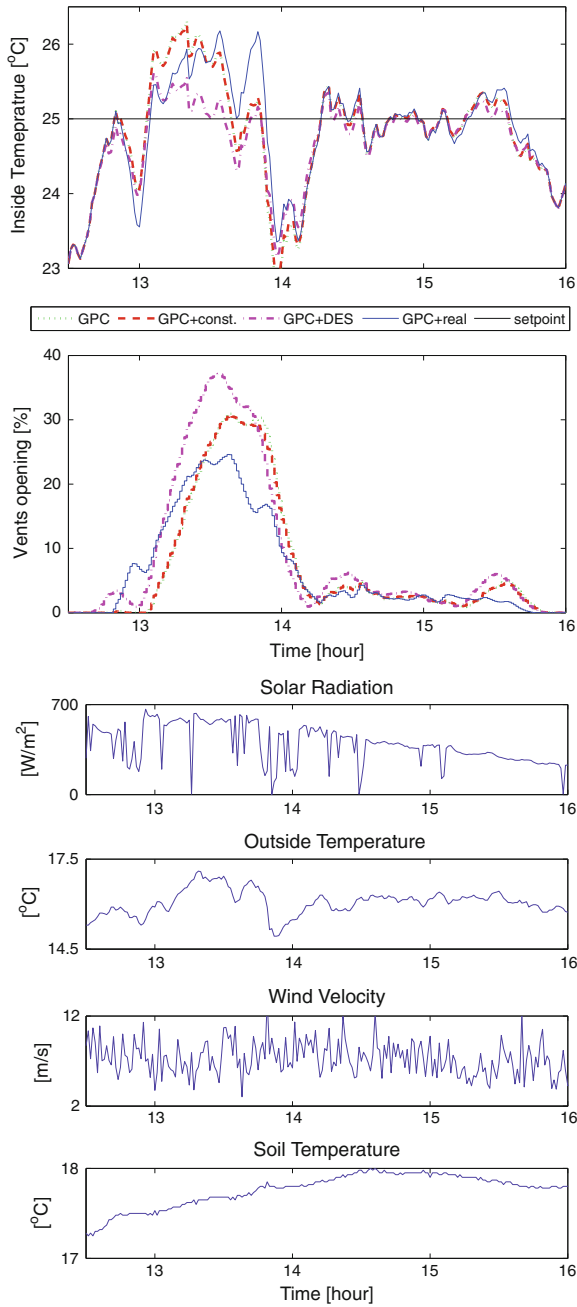 Inside Temepratrue [°C]
26
25
24
23
13
14
15
16
GPC
GPC+const.
GPC+DES
GPC+real
setpoint
Vents opening [%]
40
30
20
10
0
13
14
15
16
Time [hour]
Solar Radiation
[W/m²]
700
0
13
14
15
16
Outside Temperature
[°C]
17.5
14.5
13
14
15
16
Wind Velocity
[m/s]
12
2
13
14
15
16
Soil Temperature
[°C]
18
17
13
14
15
16
Time [hour]